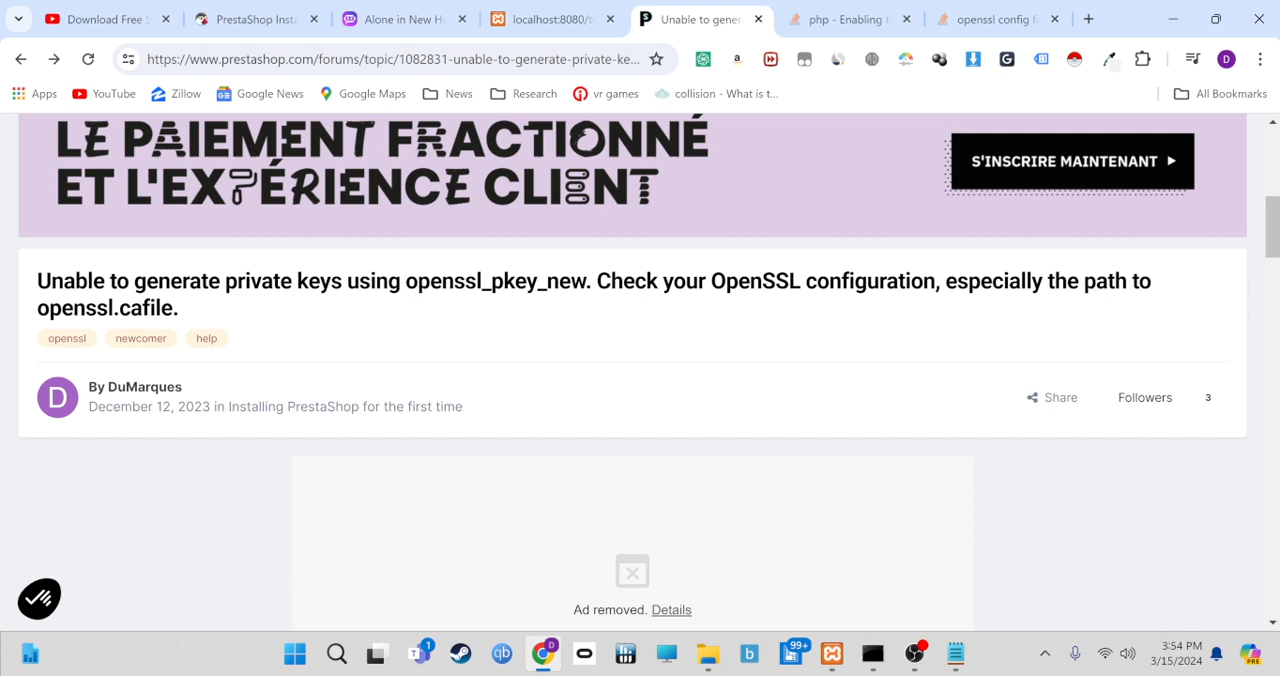 Download Free S
PrestaShop Insta
Alone in New Ho
localhost:8080/t
Unable to gener
php - Enabling t
openssl config fa
https://www.prestashop.com/forums/topic/1082831-unable-to-generate-private-ke...
D
Apps
YouTube
Zillow
Google News
Google Maps
News
Research
vr games
collision - What is t...
All Bookmarks
LE PAIEMENT FRACTIONNÉ
ET L'EXPÉRIENCE CLIENT
S'INSCRIRE MAINTENANT
Unable to generate private keys using openssl_pkey_new. Check your OpenSSL configuration, especially the path to
openssl.cafile.
openssl
newcomer
help
D
By DuMarques
December 12, 2023 in Installing PrestaShop for the first time
Share
Followers
3
Ad removed. Details
1
qb
D
b
99+
3:54 PM
3/15/2024
PRE